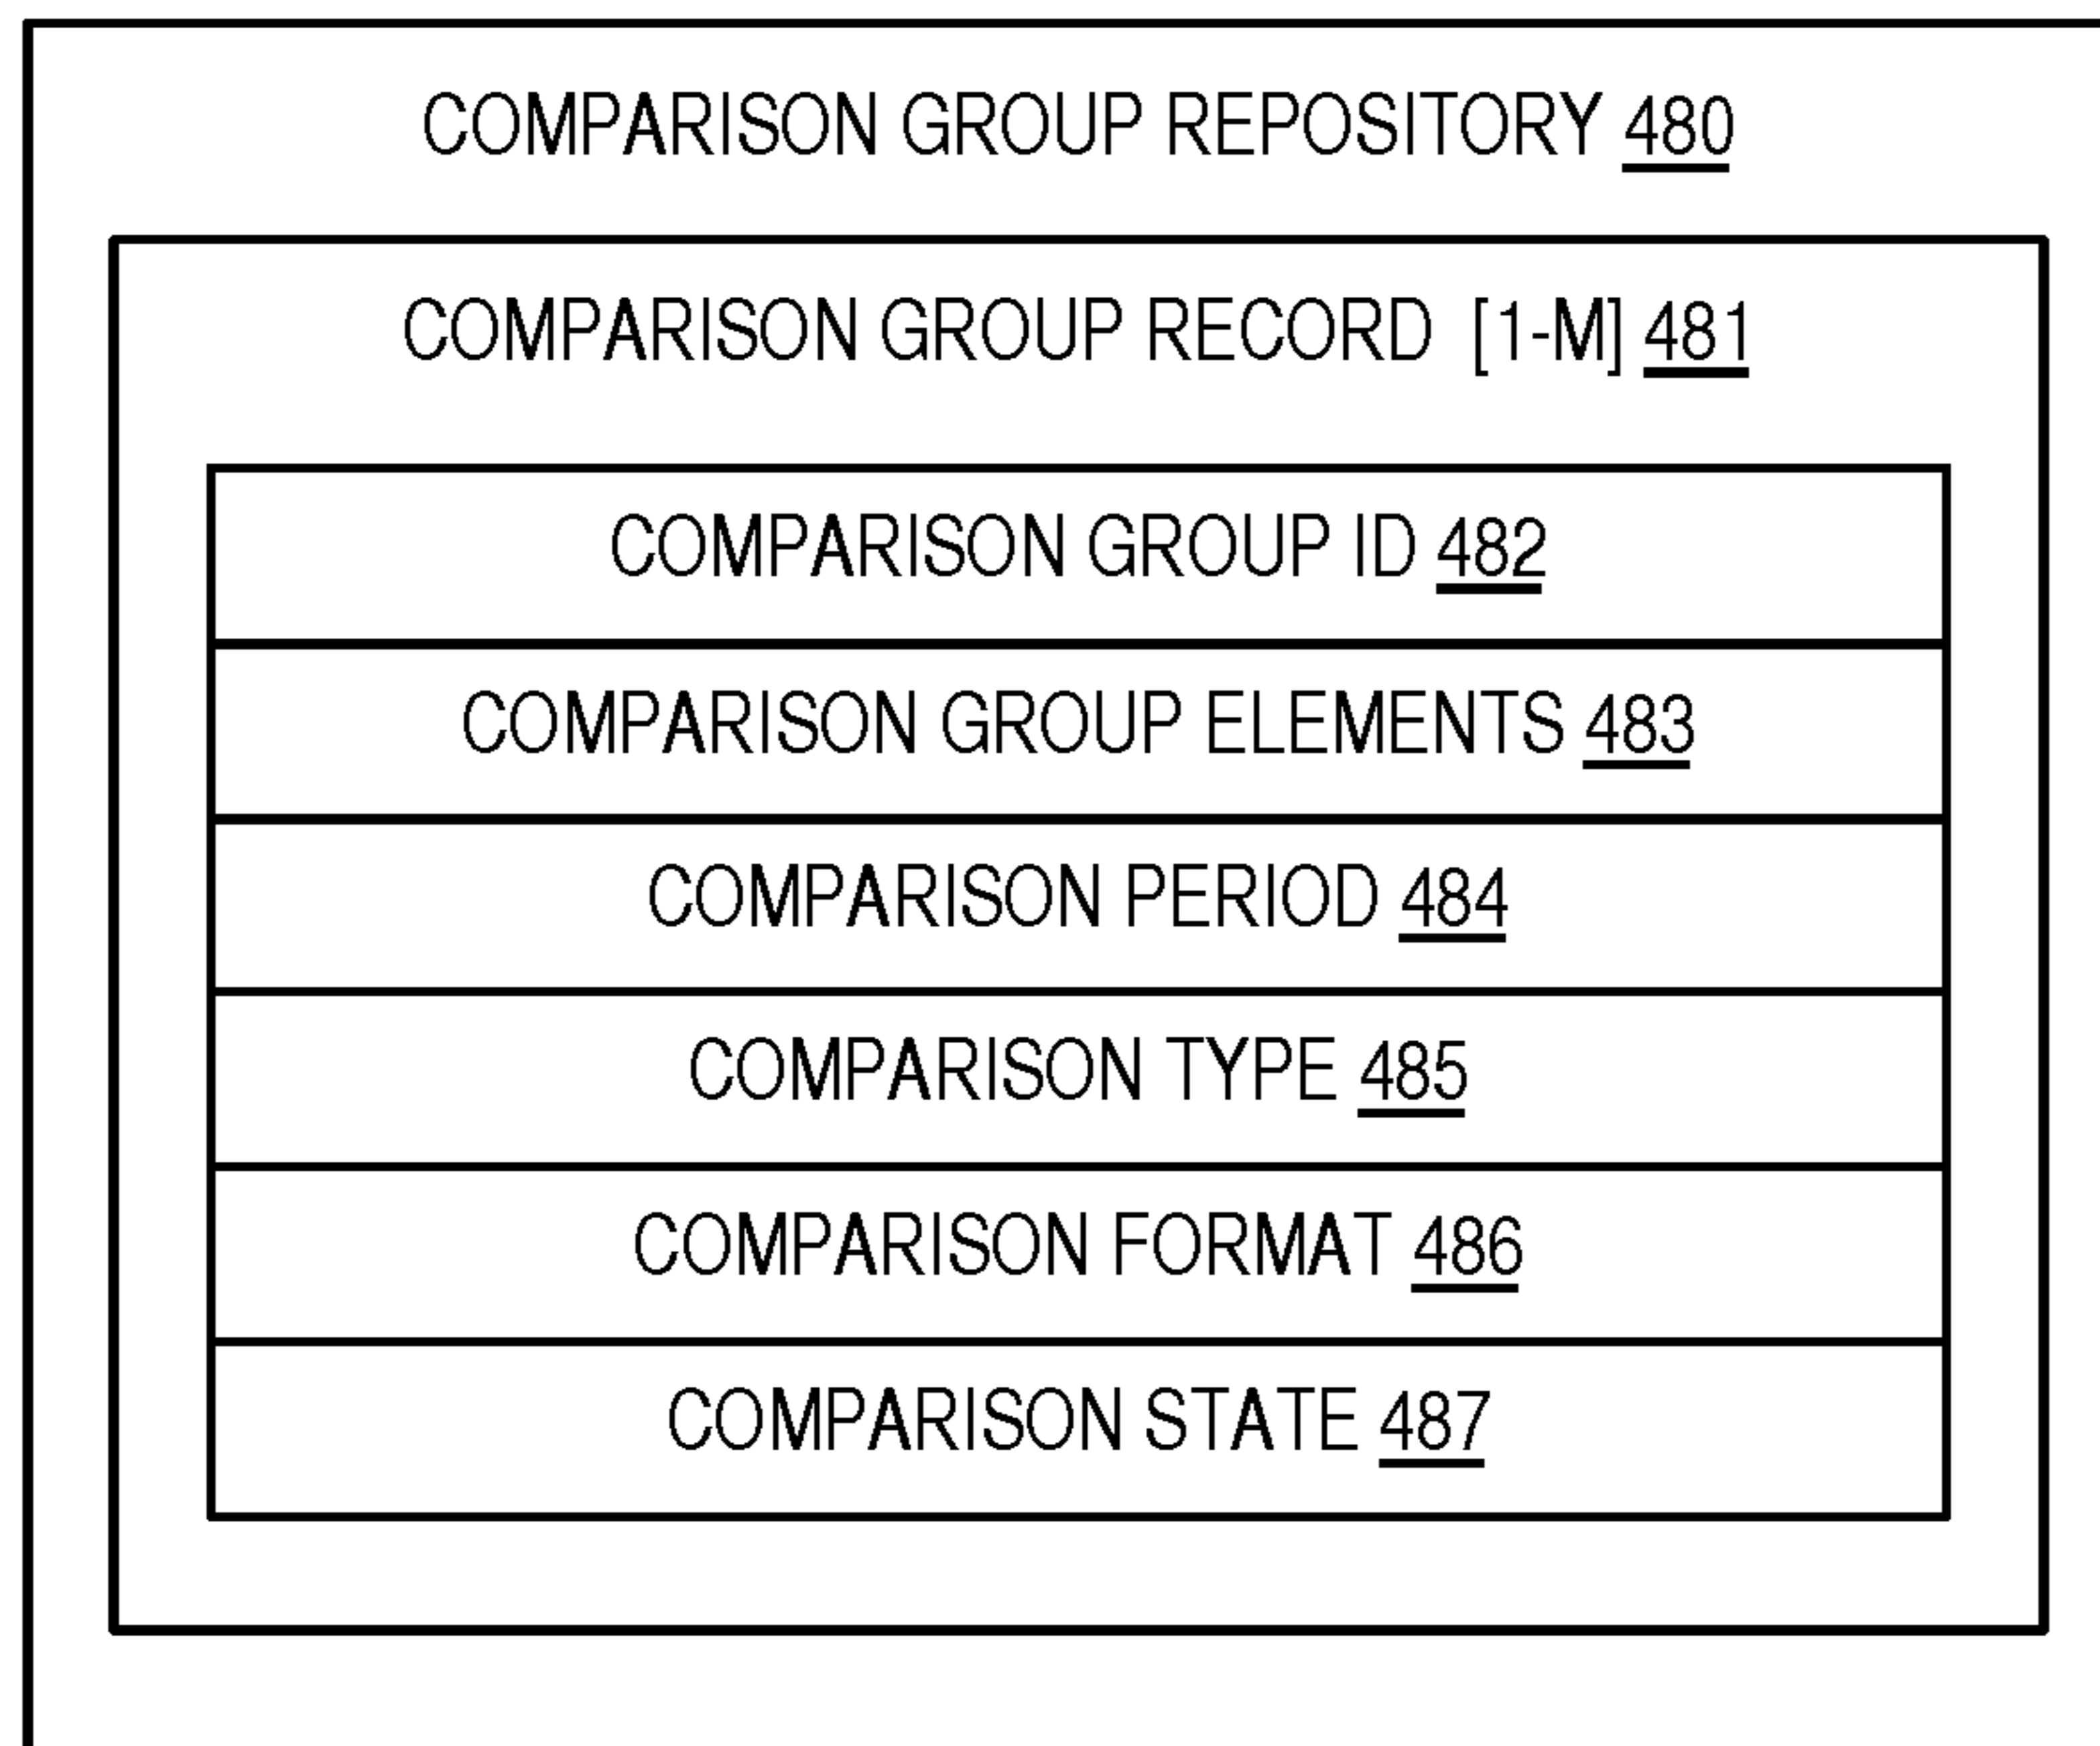 COMPARISON GROUP REPOSITORY 480
COMPARISON GROUP RECORD [1-M] 481
COMPARISON GROUP ID 482
COMPARISON GROUP ELEMENTS 483
COMPARISON PERIOD 484
COMPARISON TYPE 485
COMPARISON FORMAT 486
COMPARISON STATE 487